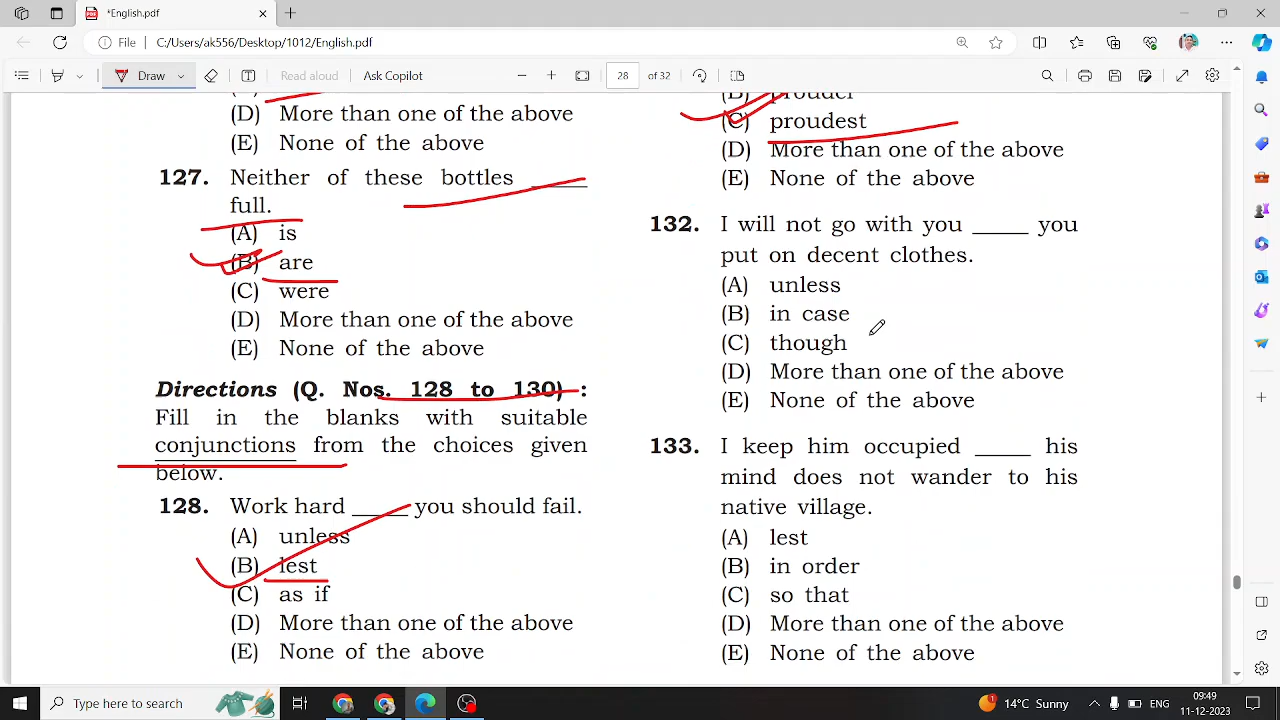 *English.pdf
File
C:/Users/ak556/Desktop/1012/English.pdf
Draw
Read aloud
Ask Copilot
28
of 32
(D) More than one of the above
(E) None of the above
127. Neither of these bottles _____
full.
(A) is
(B) are
(C) were
(D) More than one of the above
(E) None of the above
Directions (Q. Nos. 128 to 130) :
Fill in the blanks with suitable
conjunctions from the choices given
below.
128. Work hard _____ you should fail.
(A) unless
(B) lest
(C) as if
(D) More than one of the above
(E) None of the above
(B) prouder
(C) proudest
(D) More than one of the above
(E) None of the above
132. I will not go with you _____ you
put on decent clothes.
(A) unless
(B) in case
(C) though
(D) More than one of the above
(E) None of the above
133. I keep him occupied _____ his
mind does not wander to his
native village.
(A) lest
(B) in order
(C) so that
(D) More than one of the above
(E) None of the above
Type here to search
1
14°C Sunny
ENG
09:49
11-12-2023